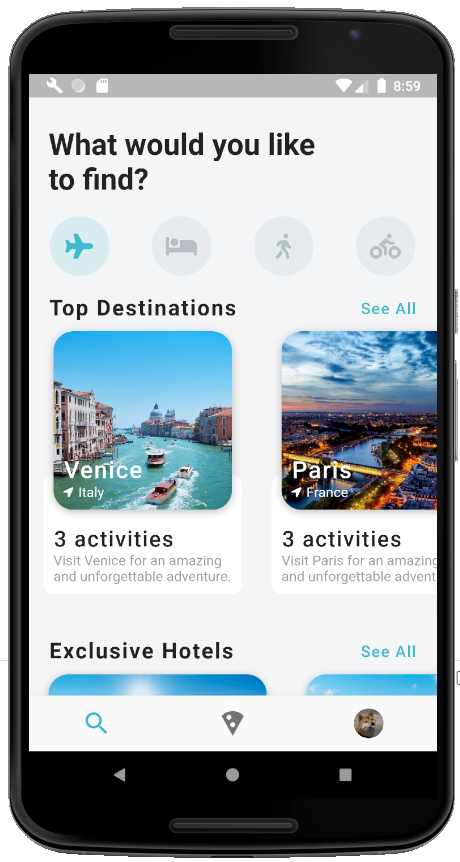 8:59
What would you like
to find?
Top Destinations
See All
Venice
Italy
Paris
France
3 activities
Visit Venice for an amazing
and unforgettable adventure.
3 activities
Visit Paris for an amazing
and unforgettable advent
Exclusive Hotels
See All